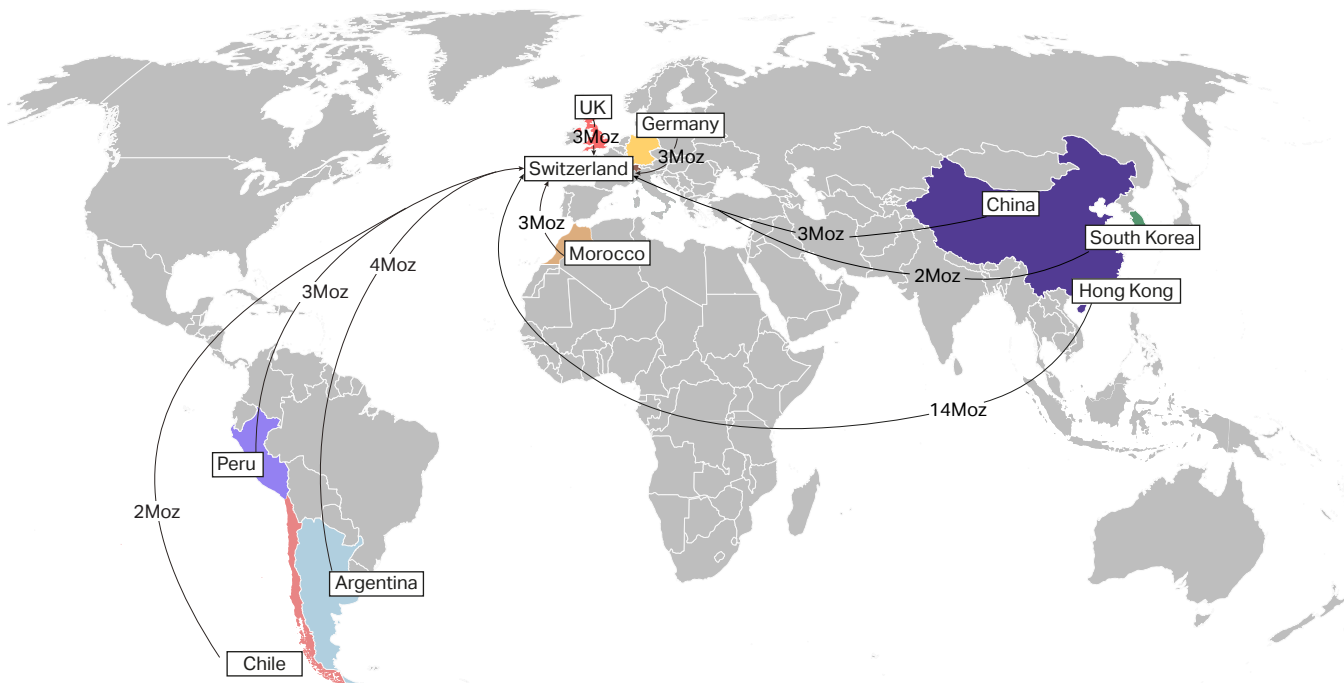 UK
Germany
3Moz
3Moz
Switzerland
China
3Moz
3Moz
South Korea
Morocco
4Moz
2Moz
3Moz
Hong Kong
14Moz
Peru
2Moz
Argentina
Chile